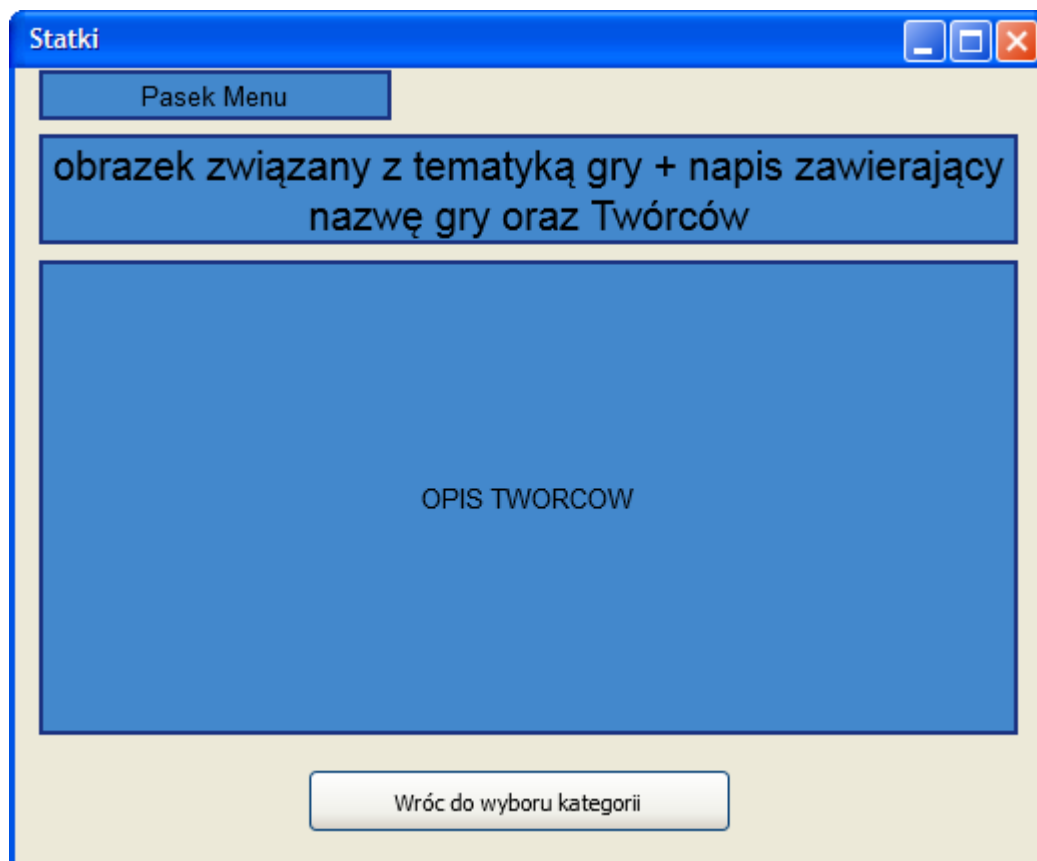 Statki
Pasek Menu
obrazek związany z tematyką gry + napis zawierający
nazwę gry oraz Twórców
OPIS TWORCOW
Wróc do wyboru kategorii